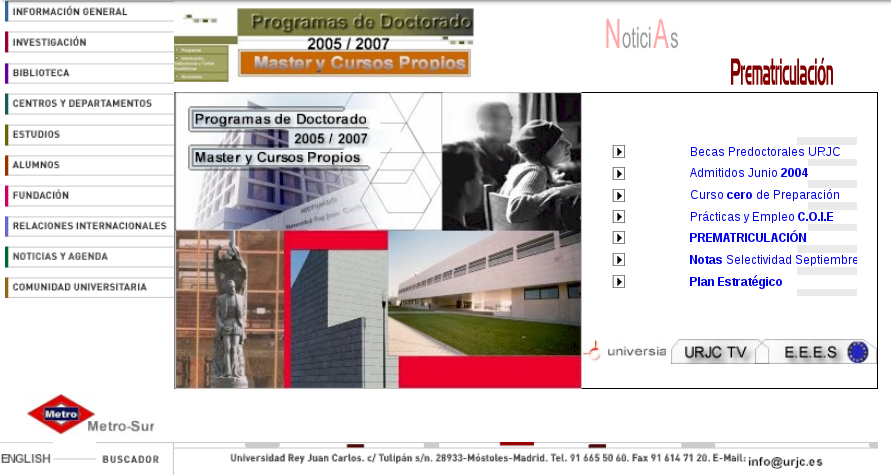 INFORMACIÓN GENERAL
INVESTIGACIÓN
BIBLIOTECA
CENTROS Y DEPARTAMENTOS
ESTUDIOS
ALUMNOS
FUNDACIÓN
RELACIONES INTERNACIONALES
NOTICIAS Y AGENDA
COMUNIDAD UNIVERSITARIA
Metro
Metro-Sur
ENGLISH
BUSCADOR
Programas de Doctorado
2005 / 2007
Master y Cursos Propios
Programas de Doctorado
2005 / 2007
Master y Cursos Propios
NoticiAs
Prematriculación
Becas Predoctorales URJC
Admitidos Junio 2004
Curso cero de Preparación
Prácticas y Empleo C.O.I.E
PREMATRICULACIÓN
Notas Selectividad Septiembre
Plan Estratégico
universia
URJC TV
E.E.E.S
Universidad Rey Juan Carlos. c/ Tulipán s/n. 28933-Móstoles-Madrid. Tel. 91 665 50 60. Fax 91 614 71 20. E-Mail: info@urjc.es